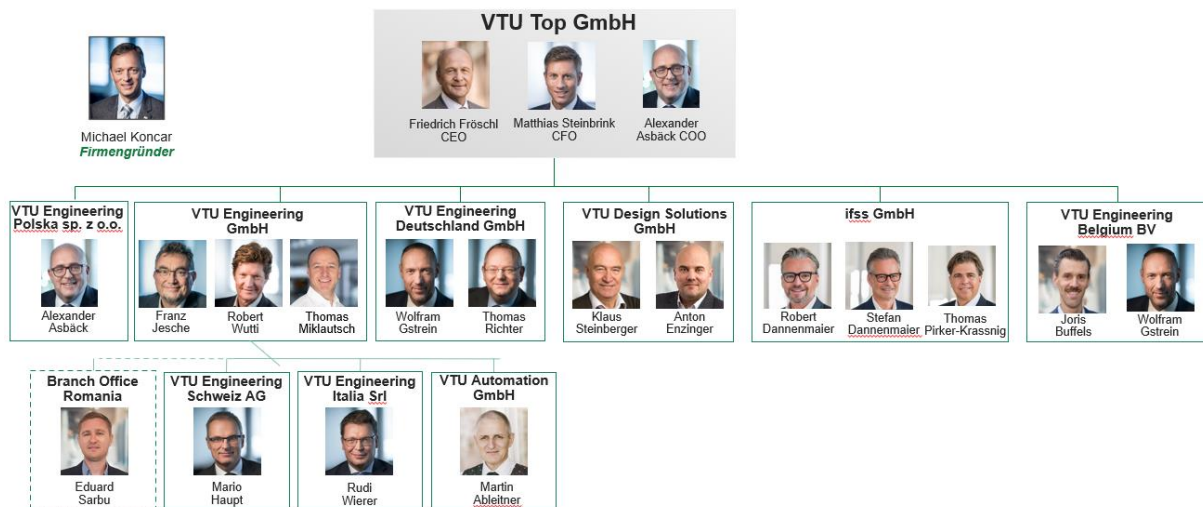 VTU Top GmbH
Friedrich Fröschl
CEO
Matthias Steinbrink
CFO
Alexander
Asbäck COO
Michael Koncar
Firmengründer
VTU Engineering
Polska sp. z o.o.
Alexander
Asbäck
VTU Engineering
GmbH
Franz
Jesche
Robert
Wutti
Thomas
Miklautsch
VTU Engineering
Deutschland GmbH
Wolfram
Gstrein
Thomas
Richter
VTU Design Solutions
GmbH
Klaus
Steinberger
Anton
Enzinger
ifss GmbH
Robert
Dannenmaier
Stefan
Dannenmaier
Thomas
Pirker-Krassnig
VTU Engineering
Belgium BV
Joris
Buffels
Wolfram
Gstrein
Branch Office
Romania
Eduard
Sarbu
VTU Engineering
Schweiz AG
Mario
Haupt
VTU Engineering
Italia Srl
Rudi
Wierer
VTU Automation
GmbH
Martin
Ableitner